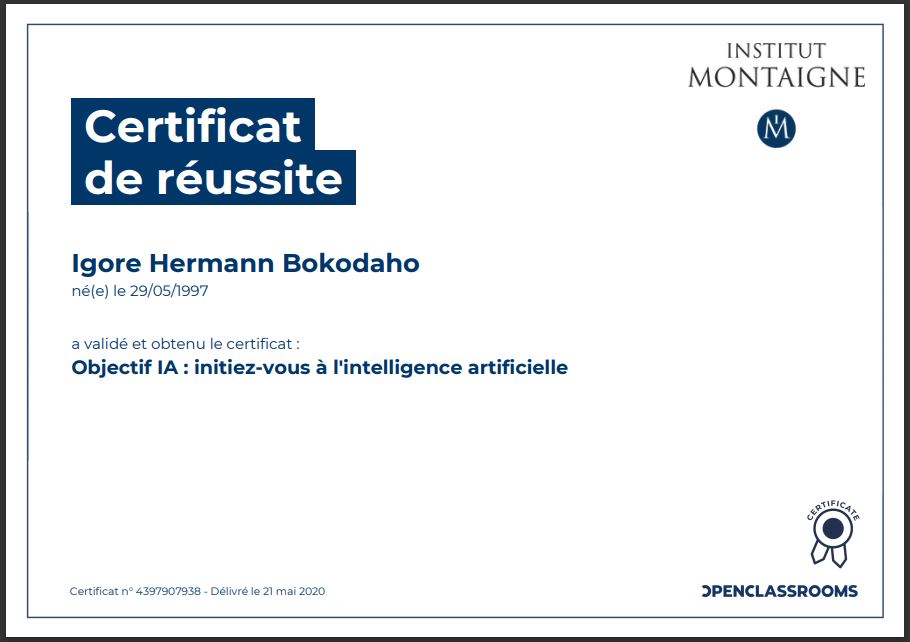 INSTITUT
MONTAIGNE
M
Certificat
de réussite
Igore Hermann Bokodaho
né(e) le 29/05/1997
a validé et obtenu le certificat :
Objectif IA : initiez-vous à l'intelligence artificielle
CERTIFICATE
Certificat n° 4397907938 - Délivré le 21 mai 2020
OPENCLASSROOMS